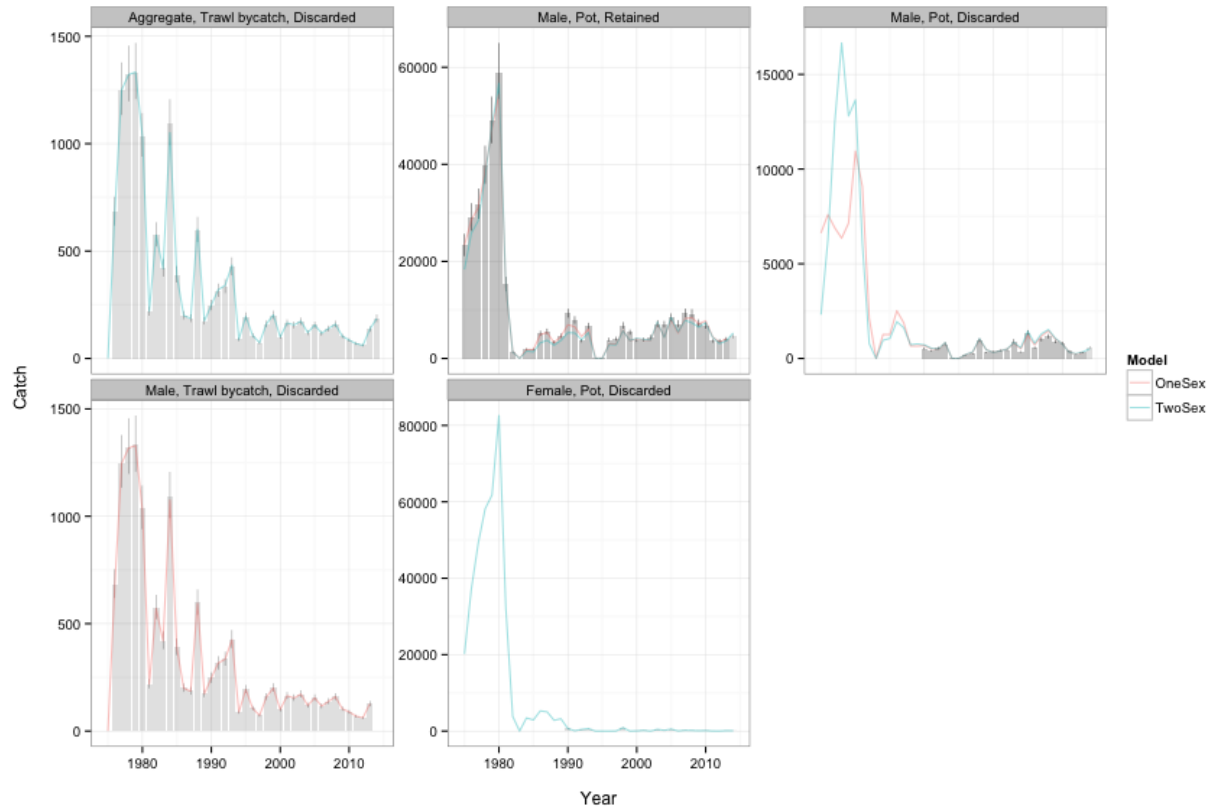 Aggregate, Trawl bycatch, Discarded
Male, Pot, Retained
Male, Pot, Discarded
1500
1000
500
0
60000
40000
20000
0
15000
10000
5000
0
Male, Trawl bycatch, Discarded
Female, Pot, Discarded
1500
1000
500
0
80000
60000
40000
20000
0
1980 1990 2000 2010
1980 1990 2000 2010
Catch
Year
Model
OneSex
TwoSex